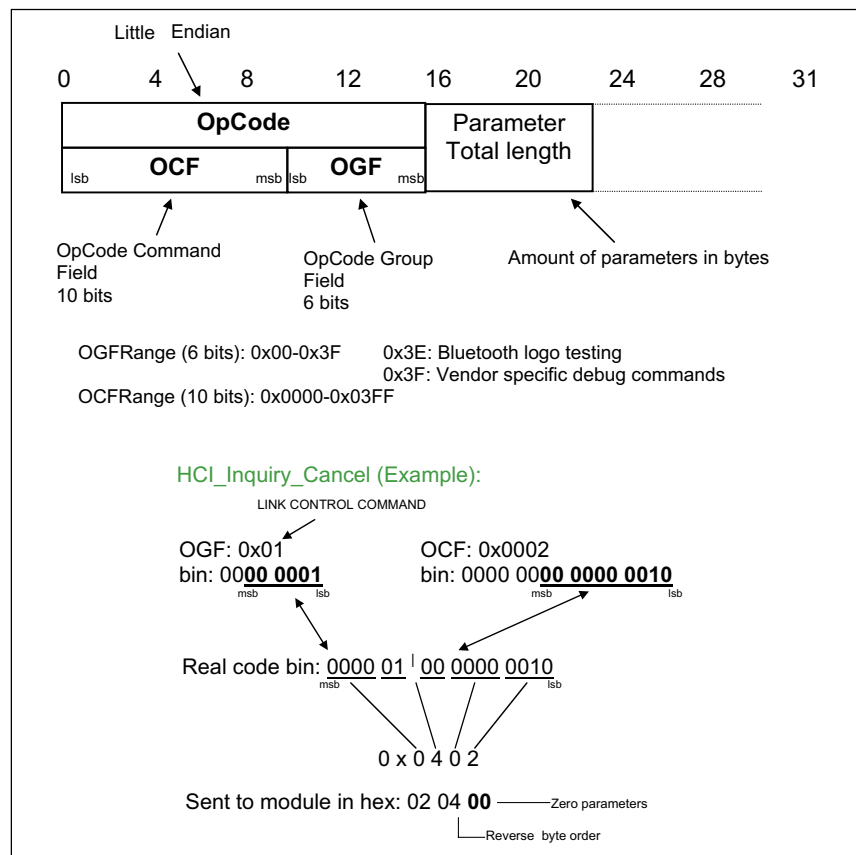 Little Endian
0 4 8 12 16 20 24 28 31
OpCode
Parameter
Total length
lsb OCF msb lsb OGF msb
OpCode Command
Field
10 bits
OpCode Group
Field
6 bits
Amount of parameters in bytes
OGFRange (6 bits): 0x00-0x3F 0x3E: Bluetooth logo testing
0x3F: Vendor specific debug commands
OCFRange (10 bits): 0x0000-0x03FF
HCI_Inquiry_Cancel (Example):
LINK CONTROL COMMAND
OGF: 0x01 OCF: 0x0002
bin: 0000 0001 bin: 0000 0000 0000 0010
msb lsb msb lsb
Real code bin: 0000 01 | 00 0000 0010
msb lsb
0 x 0 4 0 2
Sent to module in hex: 02 04 00 Zero parameters
Reverse byte order